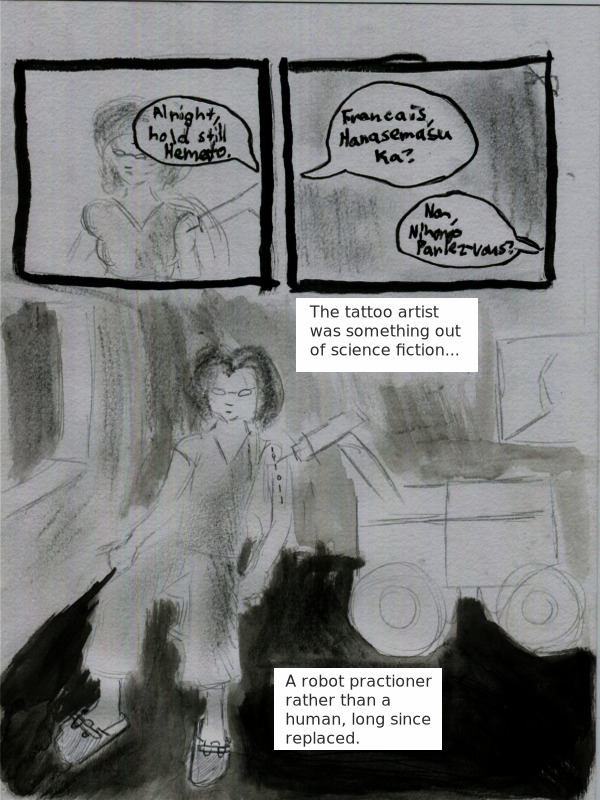 Alright,
hold still
Hemeto.
Francais,
Hanasemasu
Ka?
Non,
Nihongo
Parlez-vous?
The tattoo artist
was something out
of science fiction...
A robot practioner
rather than a
human, long since
replaced.